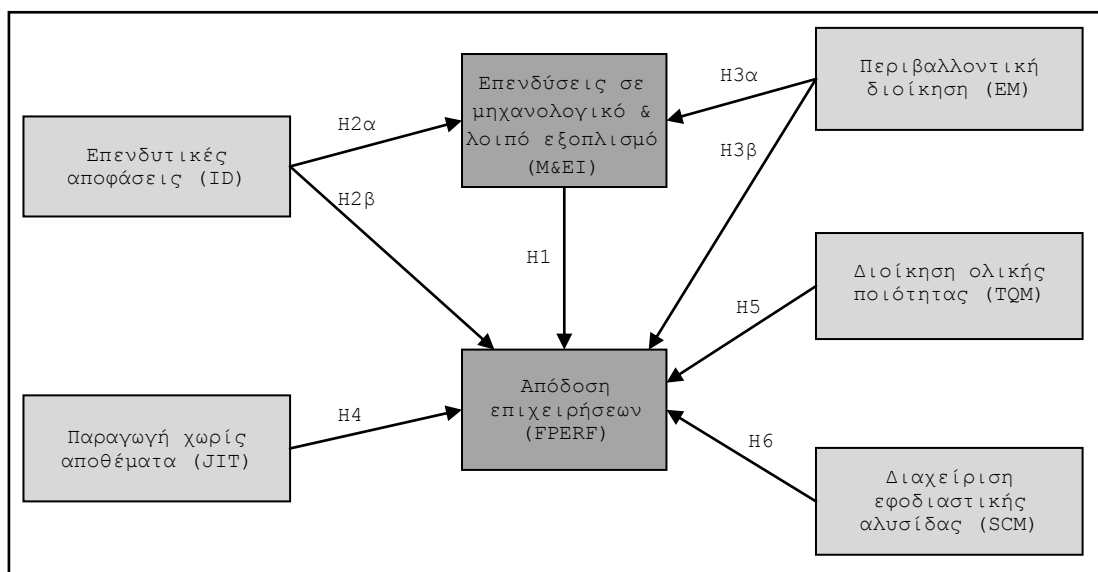 Επενδύσεις σε
μηχανολογικό &
λοιπό εξοπλισμό
(M&EI)
Περιβαλλοντική
διοίκηση (EM)
H3α
H2α
H3β
Επενδυτικές
αποφάσεις (ID)
H2β
H1
Διοίκηση ολικής
ποιότητας (TQM)
H5
Απόδοση
επιχειρήσεων
(FPERF)
H4
Παραγωγή χωρίς
αποθέματα (JIT)
H6
Διαχείριση
εφοδιαστικής
αλυσίδας (SCM)